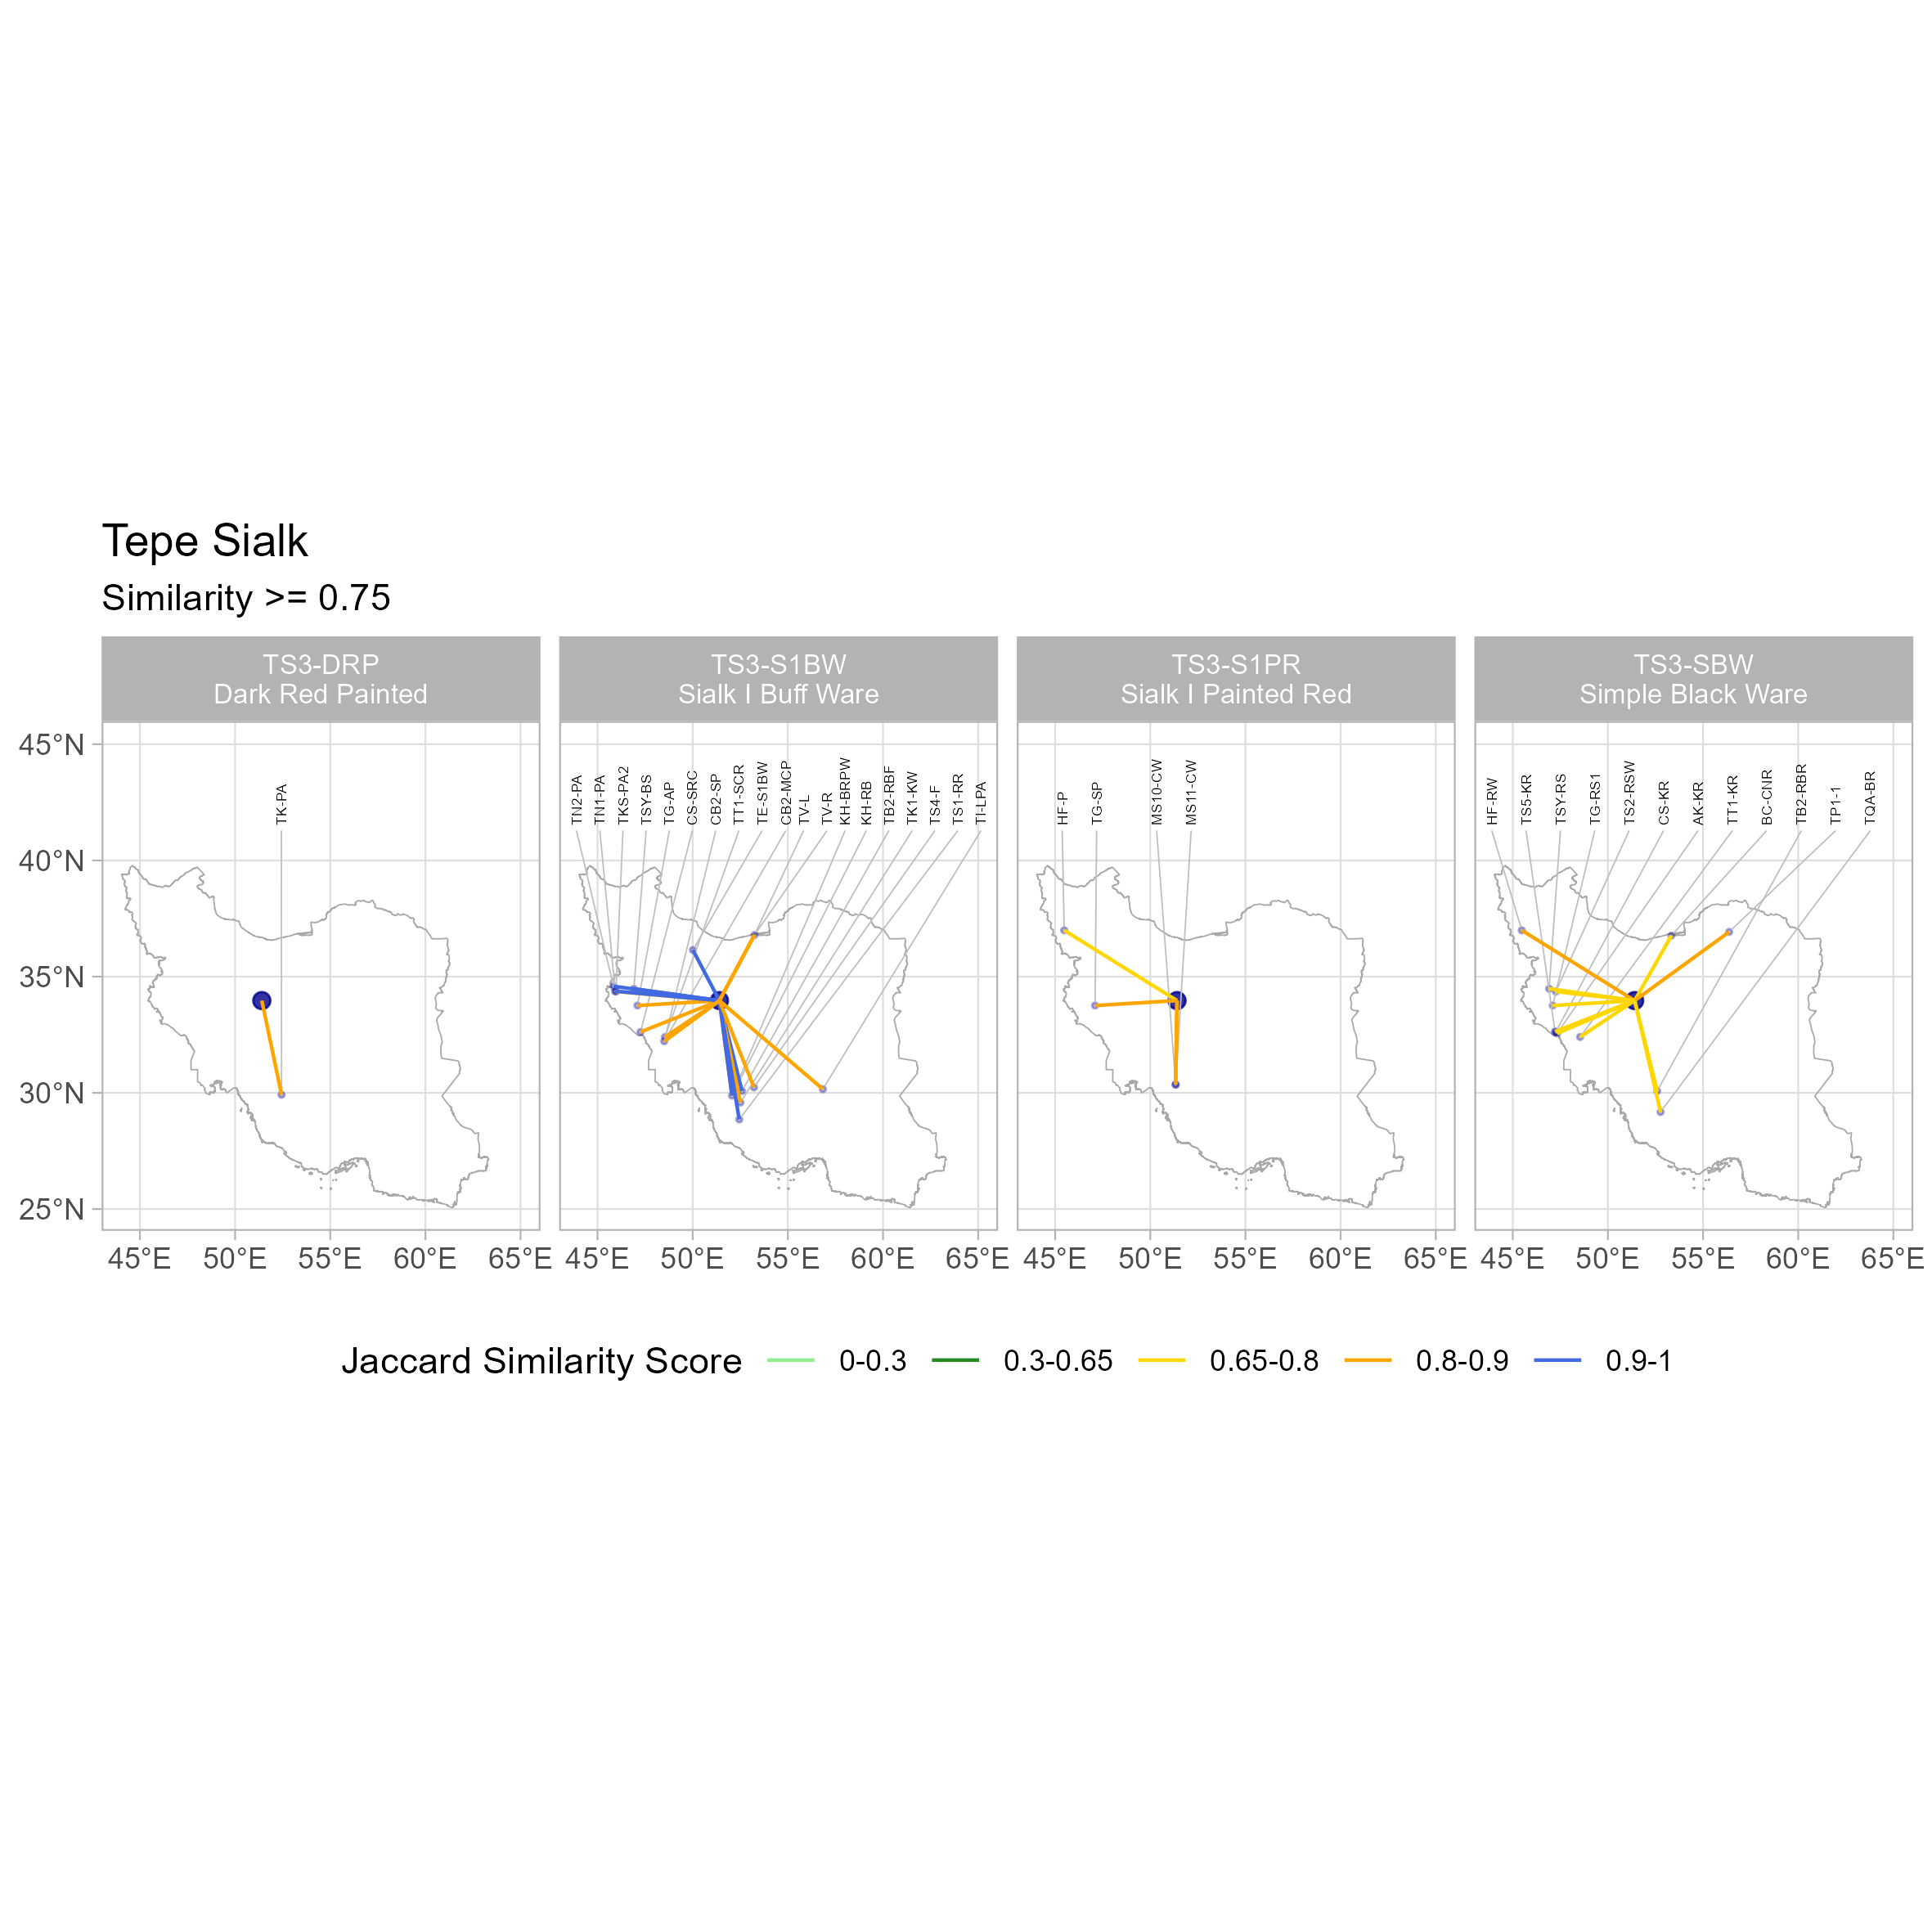 Tepe Sialk
Similarity >= 0.75
TS3-DRP
Dark Red Painted
TS3-S1BW
Sialk I Buff Ware
TS3-S1PR
Sialk I Painted Red
TS3-SBW
Simple Black Ware
45°N
40°N
35°N
30°N
25°N
TK-PA
TN2-PA
TN1-PA
TKS-PA2
TSY-BS
TG-AP
CS-SRC
CB2-SP
TT1-SCR
TE-S1BW
CB2-MCP
TV-L
TV-R
KH-BRPW
KH-RB
TB2-RBF
TK1-KW
TS4-F
TS1-RR
TI-LPA
HF-P
TG-SP
MS10-CW
MS11-CW
HF-RW
TS5-KR
TSY-RS
TG-RS1
TS2-RSW
CS-KR
AK-KR
TT1-KR
BC-CNR
TB2-RBR
TP1-1
TQA-BR
45°E 50°E 55°E 60°E 65°E
45°E 50°E 55°E 60°E 65°E
45°E 50°E 55°E 60°E 65°E
45°E 50°E 55°E 60°E 65°E
Jaccard Similarity Score 0-0.3 0.3-0.65 0.65-0.8 0.8-0.9 0.9-1